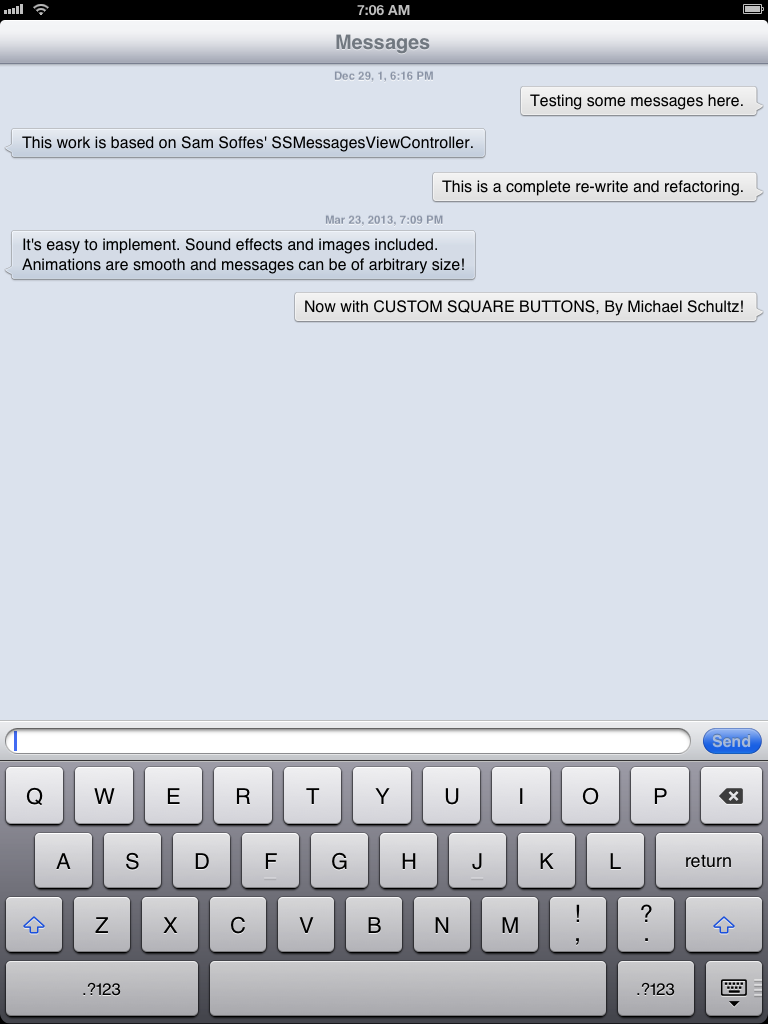 7:06 AM
Messages
Dec 29, 1, 6:16 PM
Testing some messages here.
This work is based on Sam Soffes' SSMessagesViewController.
This is a complete re-write and refactoring.
Mar 23, 2013, 7:09 PM
It's easy to implement. Sound effects and images included.
Animations are smooth and messages can be of arbitrary size!
Now with CUSTOM SQUARE BUTTONS, By Michael Schultz!
Send
Q W E R T Y U I O P
A S D F G H J K L return
Z X C V B N M ! , ? .
.?123 .?123